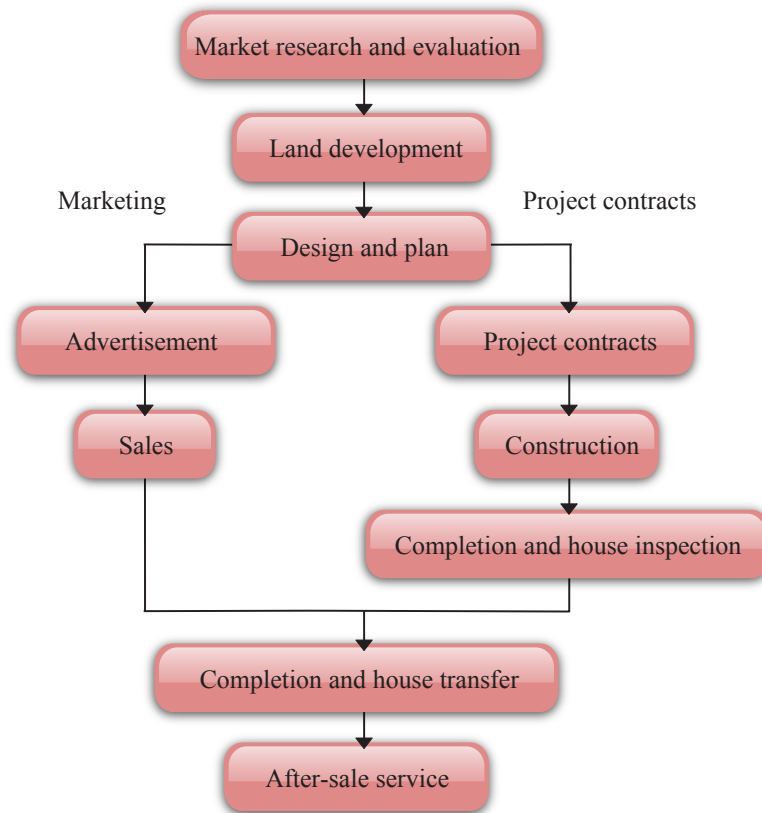 Market research and evaluation
Land development
Marketing
Project contracts
Design and plan
Advertisement
Project contracts
Sales
Construction
Completion and house inspection
Completion and house transfer
After-sale service